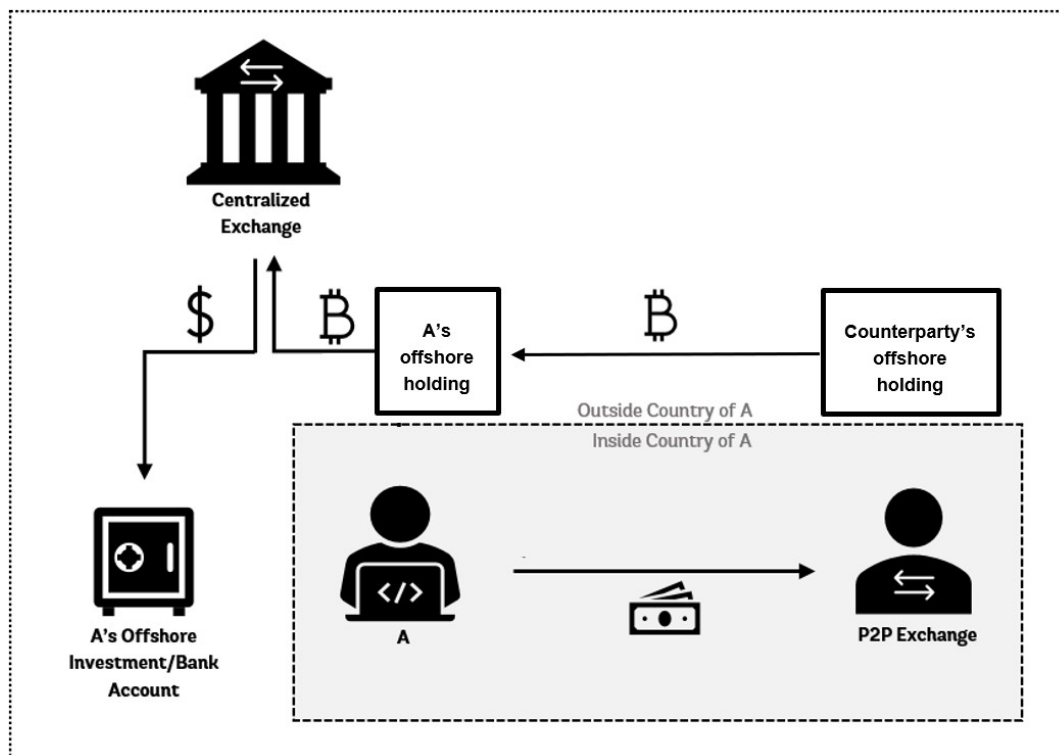 Centralized
Exchange
$
₿
₿
A's
offshore
holding
Counterparty's
offshore
holding
Outside Country of A
Inside Country of A
</>
A
P2P Exchange
A's Offshore
Investment/Bank
Account